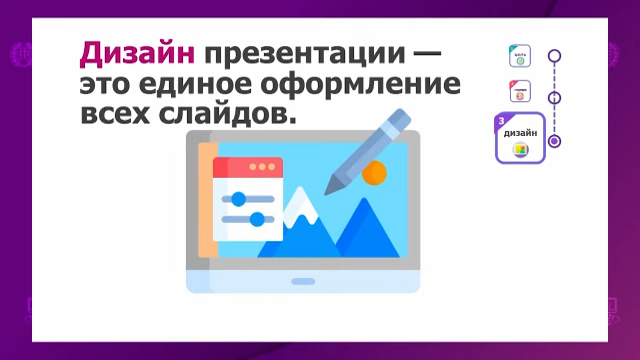 Дизайн презентации —
это единое оформление
всех слайдов.
3
дизайн